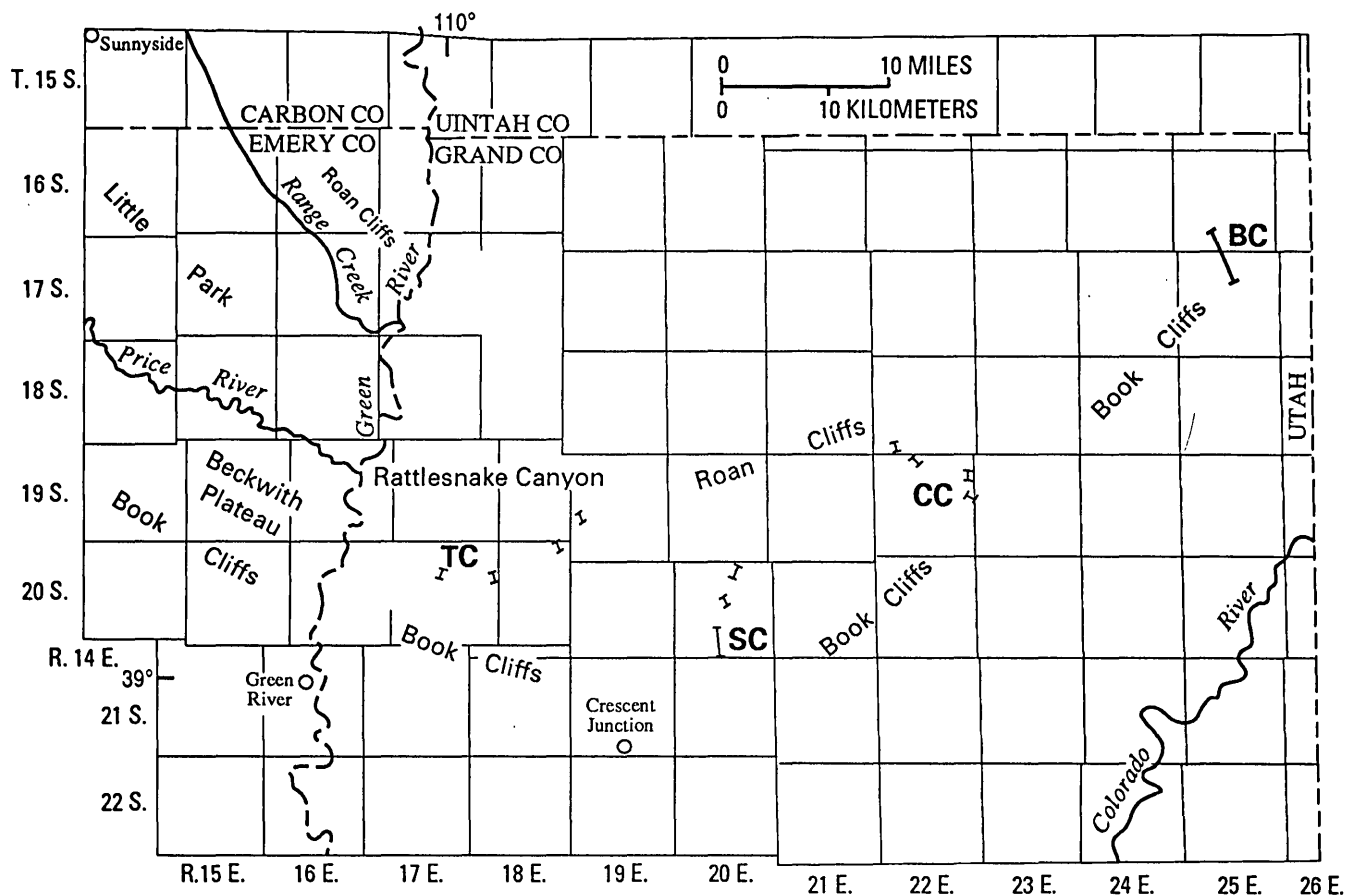 110°
Sunnyside
T. 15 S.
0 10 MILES
0 10 KILOMETERS
CARBON CO
UINTAH CO
EMERY CO
GRAND CO
16 S.
Little
Range
Creek
Roan Cliffs
River
BC
17 S.
Park
Cliffs
Price
River
18 S.
Green
Book
UTAH
Cliffs
Beckwith
Plateau
Rattlesnake Canyon
Roan
19 S.
Book
CC
TC
Cliffs
Cliffs
20 S.
River
Book
Cliffs
SC
Book
R. 14 E.
39°
Green
River
21 S.
Crescent
Junction
Colorado
22 S.
R.15 E.
16 E.
17 E.
18 E.
19 E.
20 E.
21 E.
22 E.
23 E.
24 E.
25 E.
26 E.